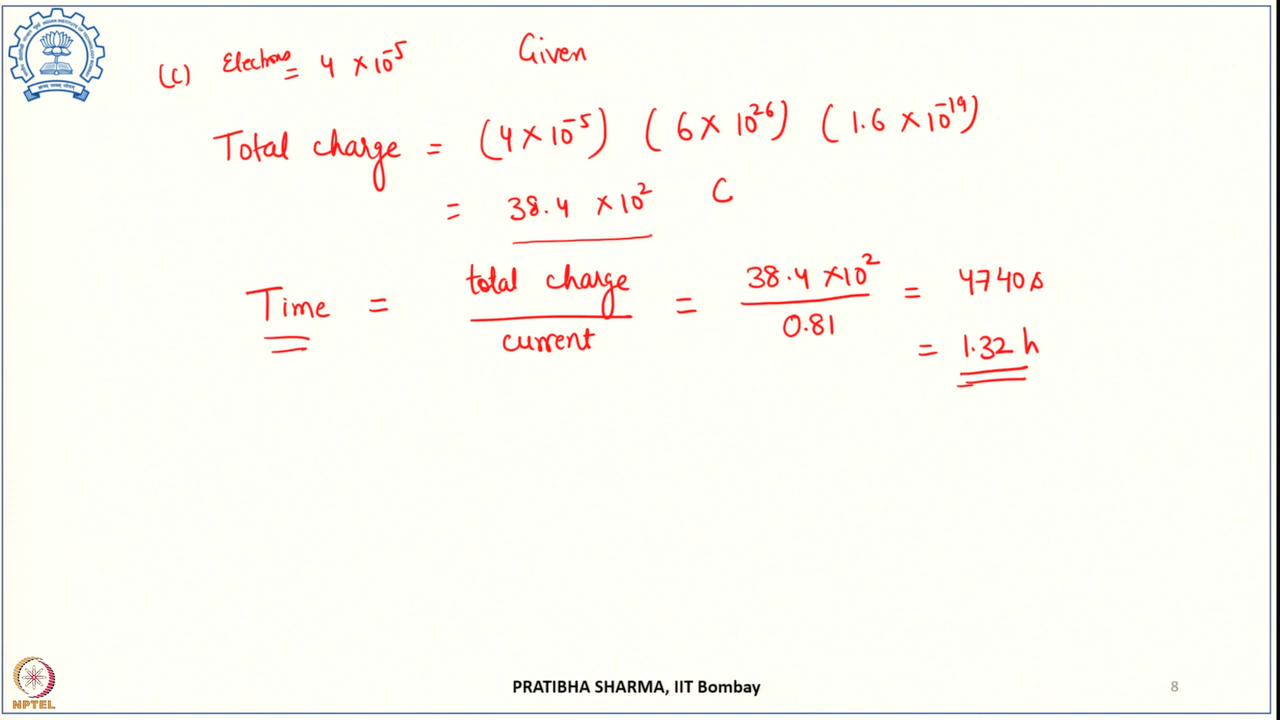 (c) Electrons = 4 × 10⁻⁵ Given
Total charge = (4 × 10⁻⁵) (6 × 10²⁶) (1.6 × 10⁻¹⁹)
= 38.4 × 10² C
Time = total charge / current = 38.4 × 10² / 0.81 = 4740 s
= 1.32 h
NPTEL
PRATIBHA SHARMA, IIT Bombay
8